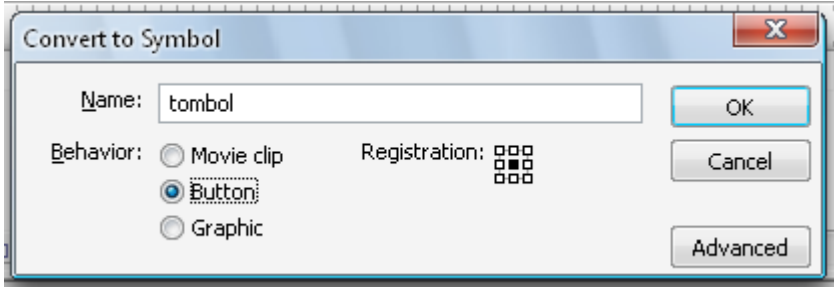 Convert to Symbol
Name: tombol OK
Behavior: Movie clip Registration: Cancel
Button
Graphic
Advanced